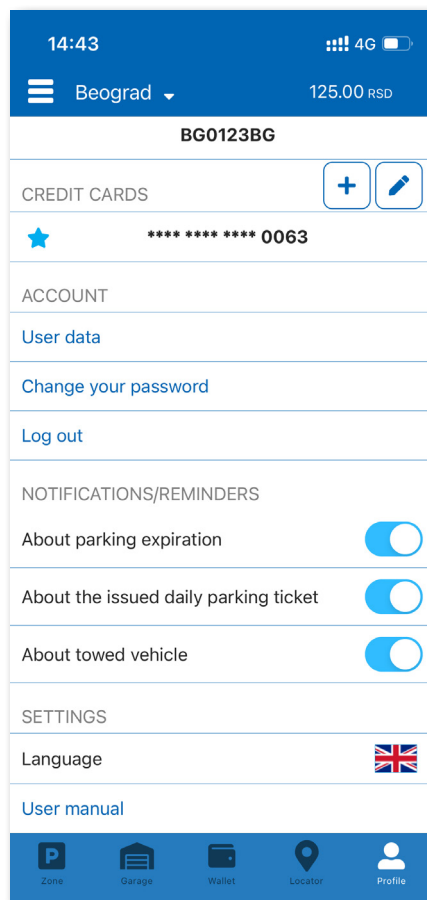 14:43
4G
Beograd
125.00 RSD
BG0123BG
CREDIT CARDS
**** **** **** 0063
ACCOUNT
User data
Change your password
Log out
NOTIFICATIONS/REMINDERS
About parking expiration
About the issued daily parking ticket
About towed vehicle
SETTINGS
Language
User manual
P
Zone
Garage
Wallet
Locator
Profile